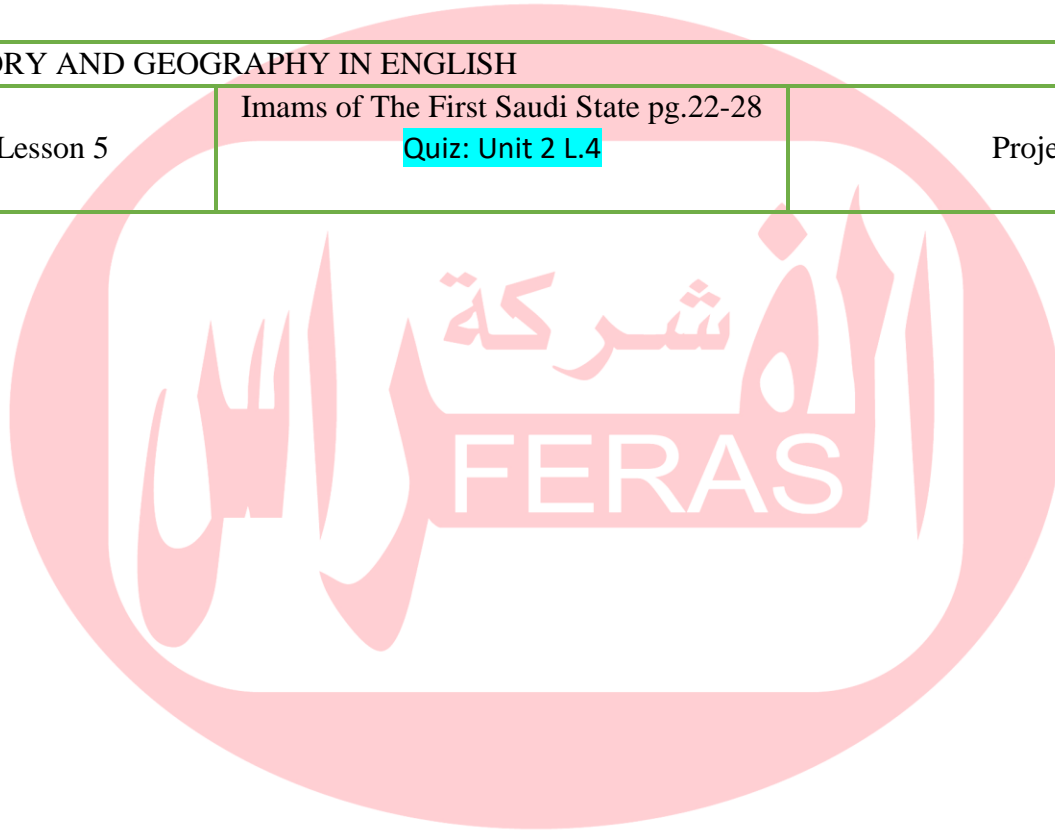 ORY AND GEOGRAPHY IN ENGLISH
Imams of The First Saudi State pg.22-28
Lesson 5
Quiz: Unit 2 L.4
Proje
شركة
الفراس
FERAS